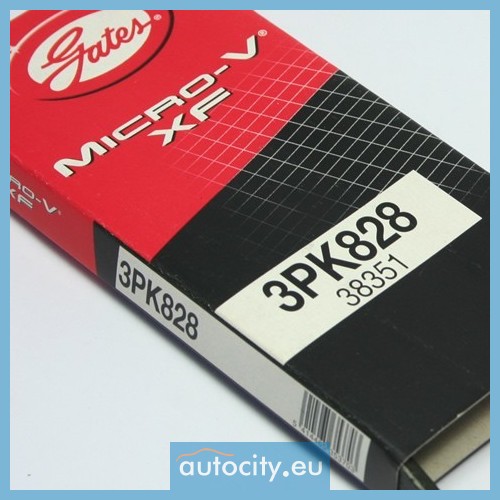 Gates
MICRO-V®
XF
MICRO-V®
XF
3PK828
38351
3PK828
autocity.eu